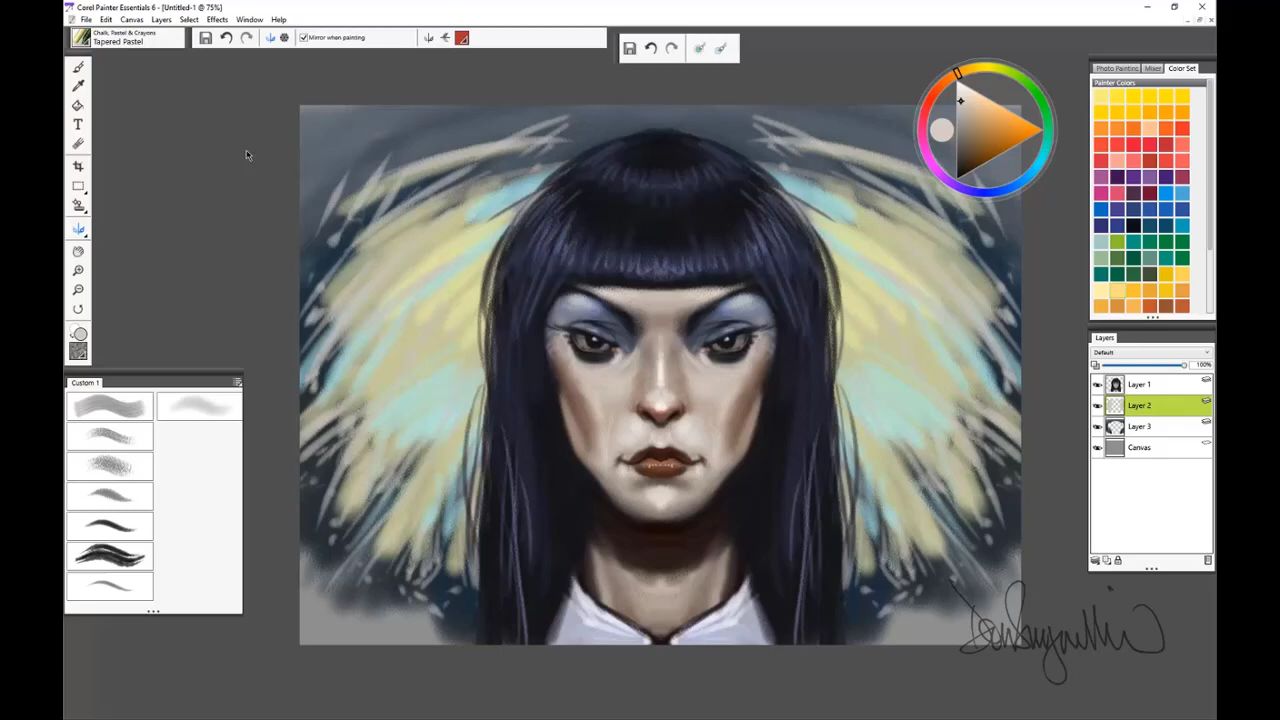 Corel Painter Essentials 6 - [Untitled-1 @ 75%]
File Edit Canvas Layers Select Effects Window Help
Chalk, Pastel & Crayons
Tapered Pastel
Mirror when painting
Photo Painting Mixer Color Set
Painter Colors
T
Layers
Default
100%
Layer 1
Layer 2
Layer 3
Canvas
Custom 1